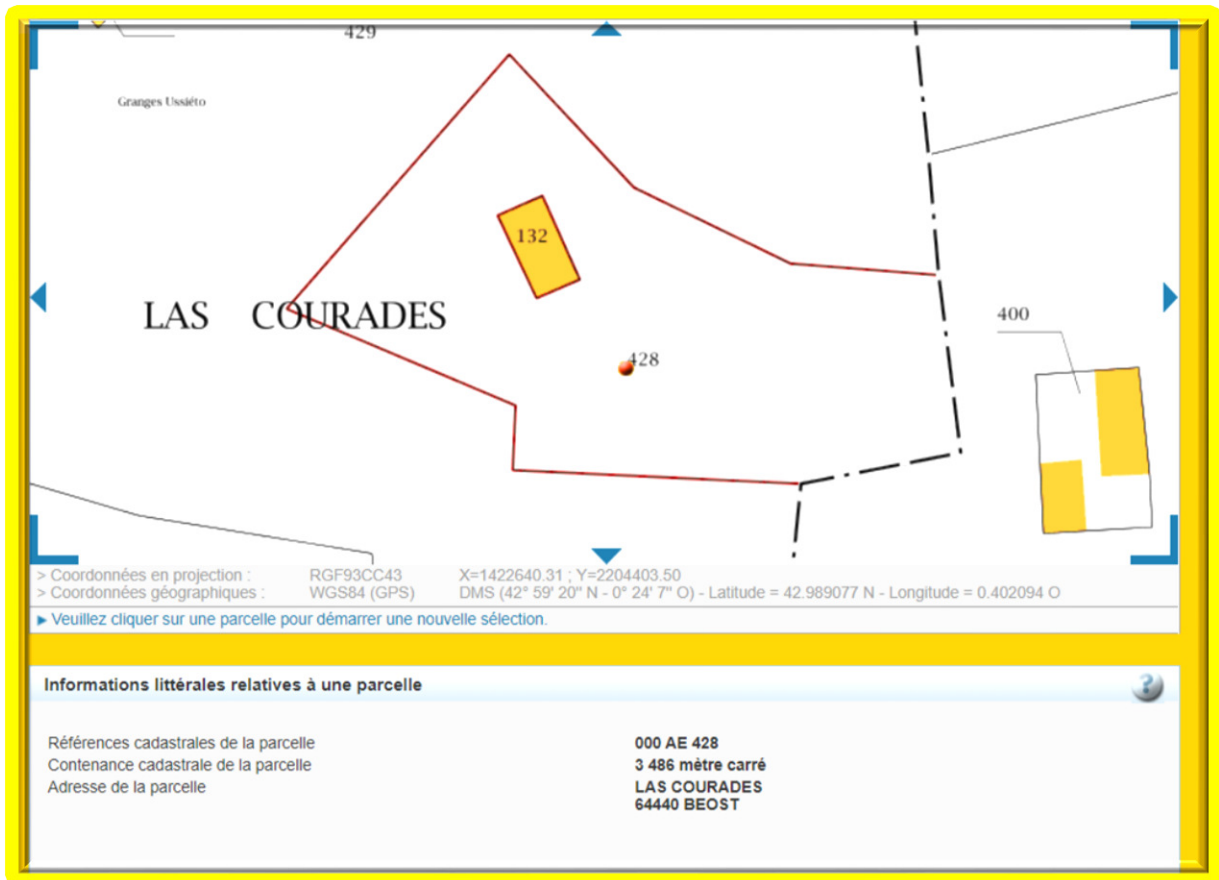 429
Granges Ussiéto
132
LAS COURADES
400
428
> Coordonnées en projection : RGF93CC43 X=1422640.31 ; Y=2204403.50
> Coordonnées géographiques : WGS84 (GPS) DMS (42° 59' 20" N - 0° 24' 7" O) - Latitude = 42.989077 N - Longitude = 0.402094 O
► Veuillez cliquer sur une parcelle pour démarrer une nouvelle sélection.
Informations littérales relatives à une parcelle ?
Références cadastrales de la parcelle 000 AE 428
Contenance cadastrale de la parcelle 3 486 mètre carré
Adresse de la parcelle LAS COURADES
64440 BEOST